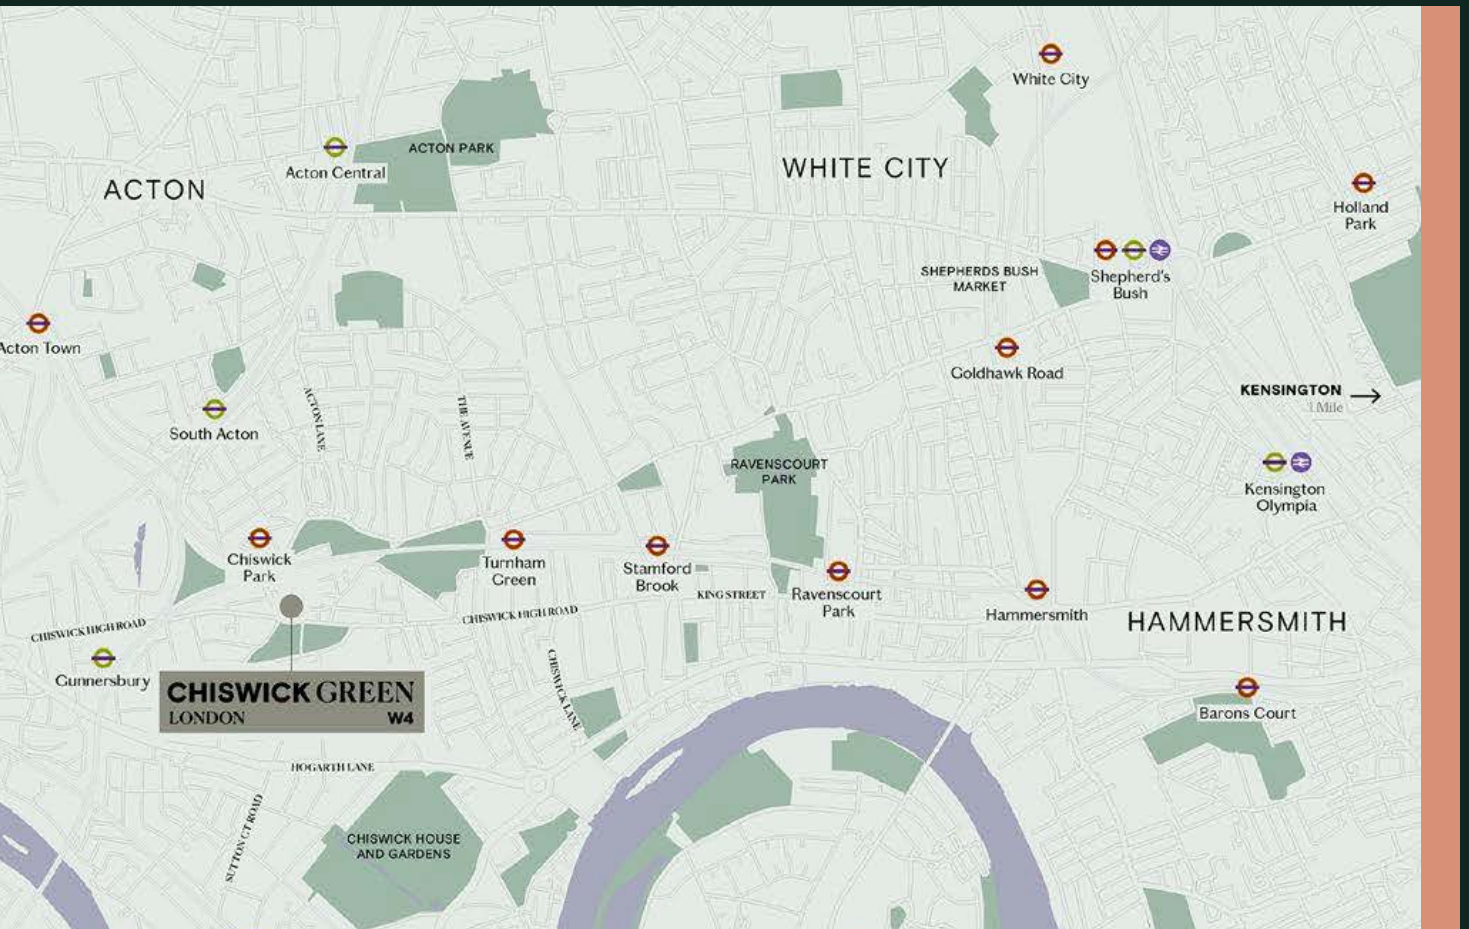 White City
ACTON PARK
Acton Central
WHITE CITY
ACTON
Holland
Park
SHEPHERDS BUSH
MARKET
Shepherd's
Bush
Acton Town
Goldhawk Road
KENSINGTON
1 Mile
ACTON LANE
THE AVENUE
South Acton
RAVENSCOURT
PARK
Kensington
Olympia
Chiswick
Park
Turnham
Green
Stamford
Brook
KING STREET
Ravenscourt
Park
Hammersmith
HAMMERSMITH
CHISWICK HIGH ROAD
CHISWICK HIGH ROAD
Gunnersbury
CHISWICK GREEN
LONDON W4
CHISWICK LANE
Barons Court
HOGARTH LANE
SUTTON CT ROAD
CHISWICK HOUSE
AND GARDENS